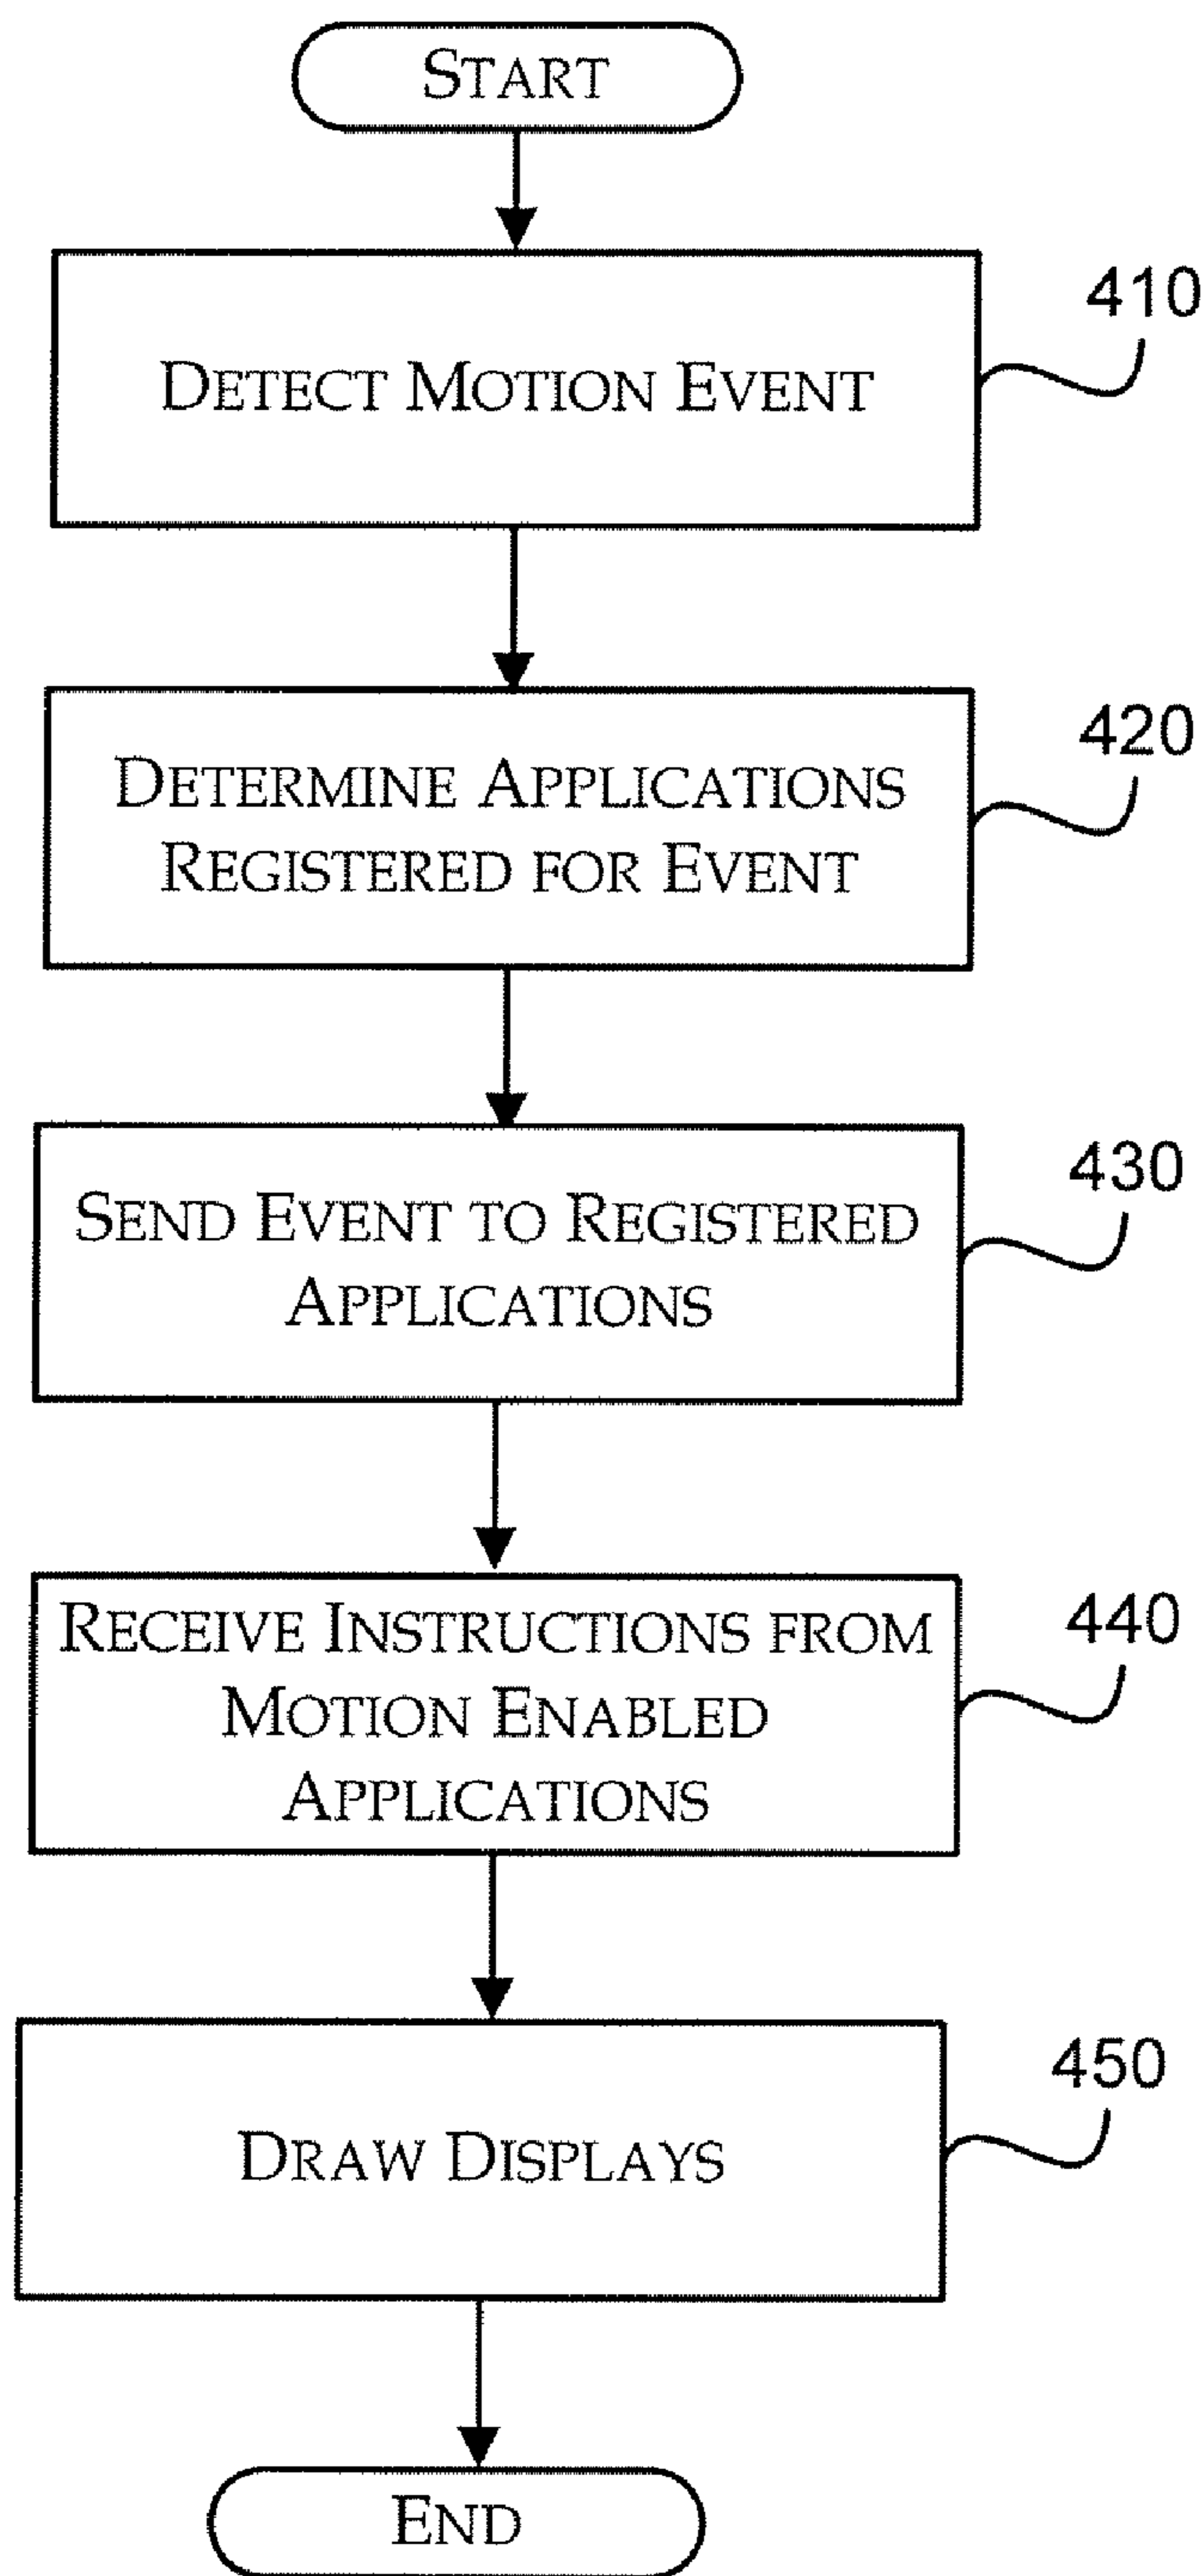 START
410
DETECT MOTION EVENT
420
DETERMINE APPLICATIONS
REGISTERED FOR EVENT
430
SEND EVENT TO REGISTERED
APPLICATIONS
440
RECEIVE INSTRUCTIONS FROM
MOTION ENABLED
APPLICATIONS
450
DRAW DISPLAYS
END